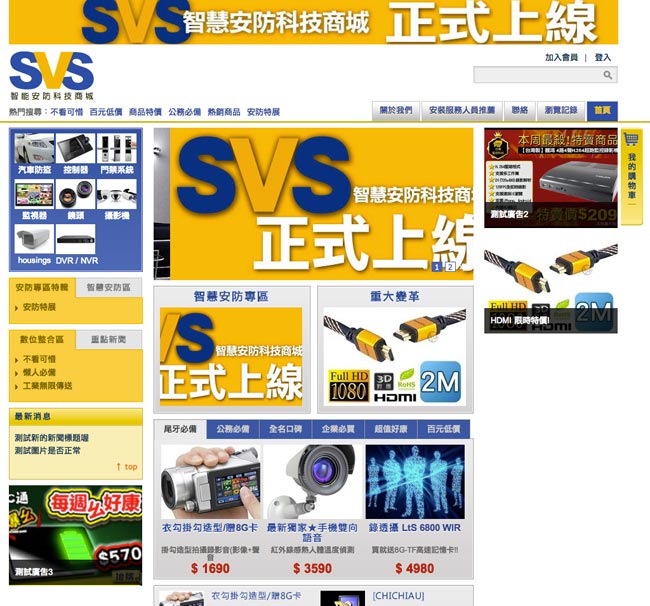 SVS 智慧安防科技商城 正式上線
SVS
智能安防科技商城
加入會員 | 登入
熱門搜尋：不看可惜 百元低價 商品特價 公務必備 熱銷商品 安防特展
關於我們 安裝服務人員推薦 聯絡 瀏覽記錄 首頁
汽車防盜 控制器 門禁系統
監視器 鏡頭 攝影機
housings DVR / NVR
安防專區特輯 智慧安防區
安防特展
數位整合區 重點新聞
不看可惜
懶人必備
工業無限傳送
最新消息
測試新的新聞標題喔
測試圖片是否正常
↑ top
每週
好康
$570
測試廣告3
SVS 智慧安防科技商城
正式上線
1 2
智慧安防專區
VS 智慧安防科技商城
正式上線
重大變革
Full HD 1080 3D RoHS HDMI 2M
尾牙必備 公務必備 全名口碑 企業必買 超值好康 百元低價
衣勾掛勾造型/贈8G卡
掛勾造型拍攝錄影音(影像+聲音
$ 1690
最新獨家★手機雙向語音
紅外線感熱人體溫度偵測
$ 3590
錄透攝 LtS 6800 WIR
買就送8G-TF高速記憶卡!!
$ 4980
衣勾掛勾造型/贈8G卡
[CHICHIAU]
本周最殺!特賣商品
特賣價$209
測試廣告2
我的購物車
2M
HDMI 限時特價!